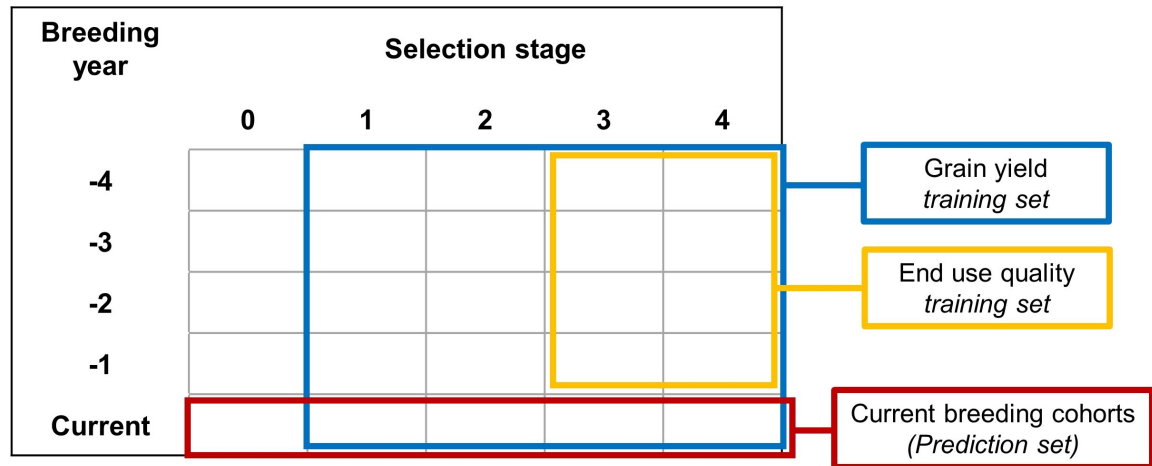 Breeding
year
Selection stage
0 1 2 3 4
-4
-3
-2
-1
Current
Grain yield
training set
End use quality
training set
Current breeding cohorts
(Prediction set)